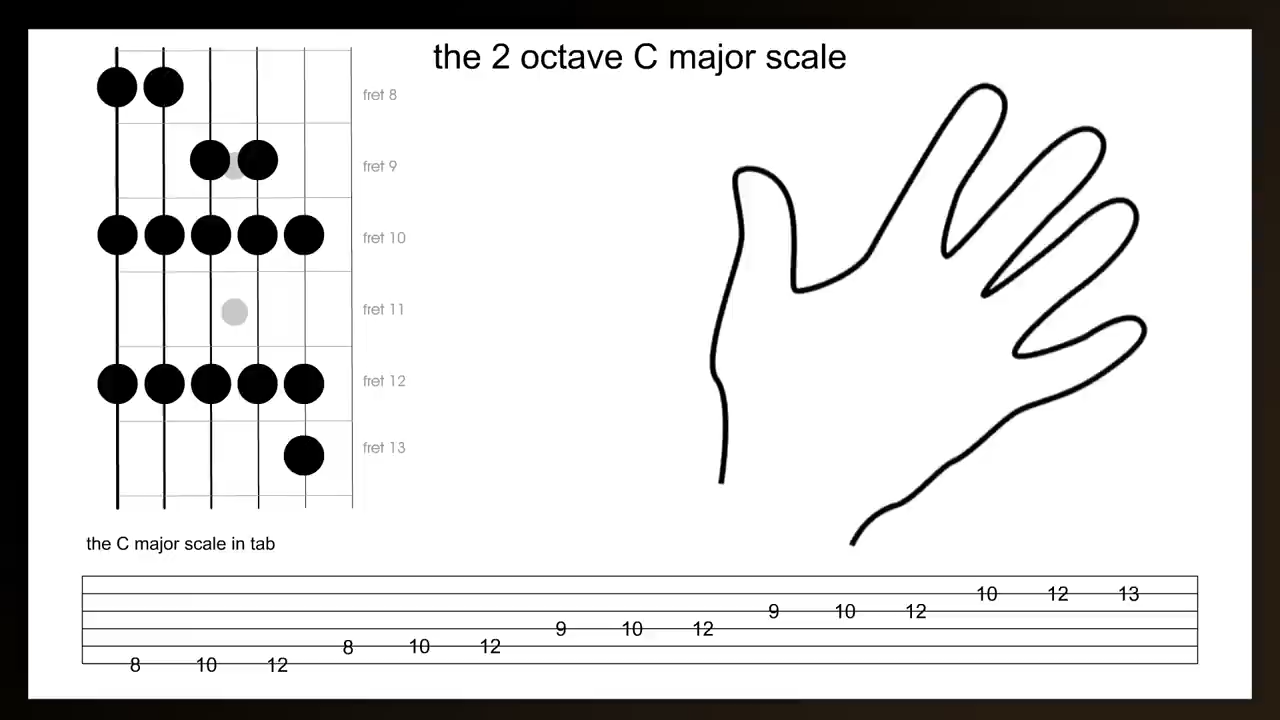 the 2 octave C major scale
fret 8
fret 9
fret 10
fret 11
fret 12
fret 13
the C major scale in tab
10 12 13
9 10 12
9 10 12
8 10 12
8 10 12